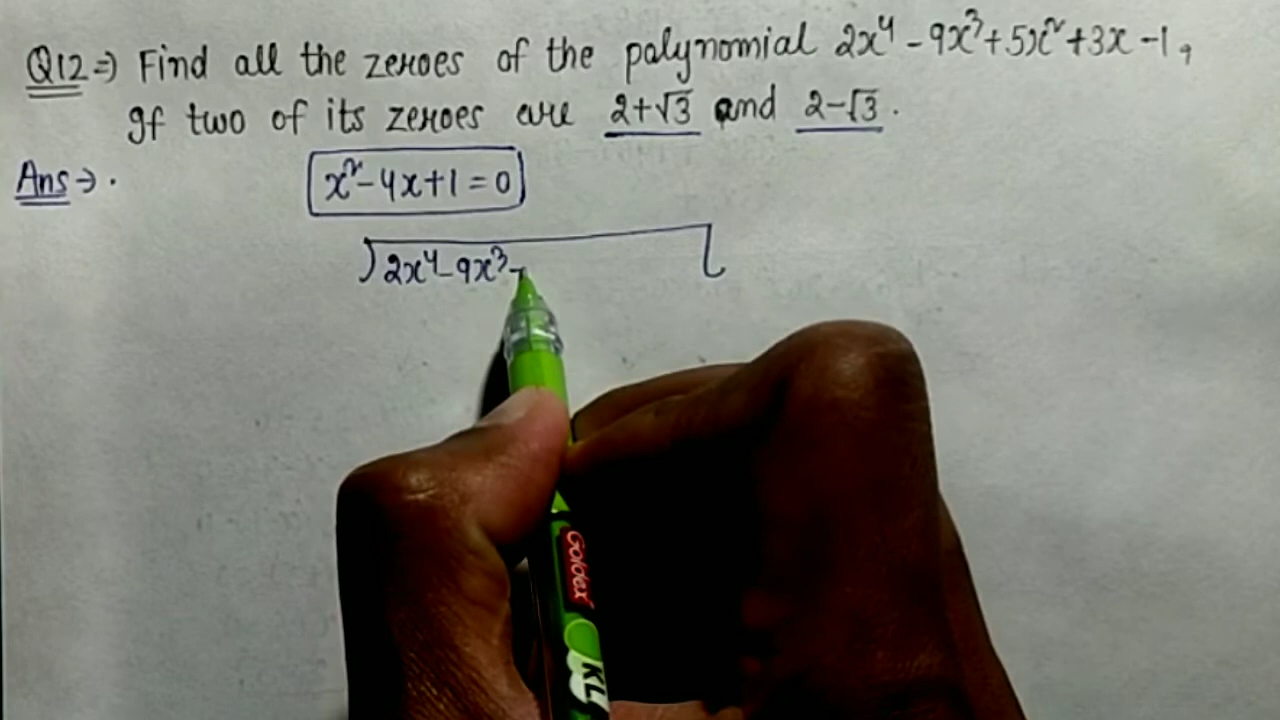 Q12⇒) Find all the zeroes of the polynomial 2x⁴-9x³+5x²+3x-1,
If two of its zeroes are 2+√3 and 2-√3.
Ans→.
x²-4x+1=0
)2x⁴-9x³-
Goldex
KL